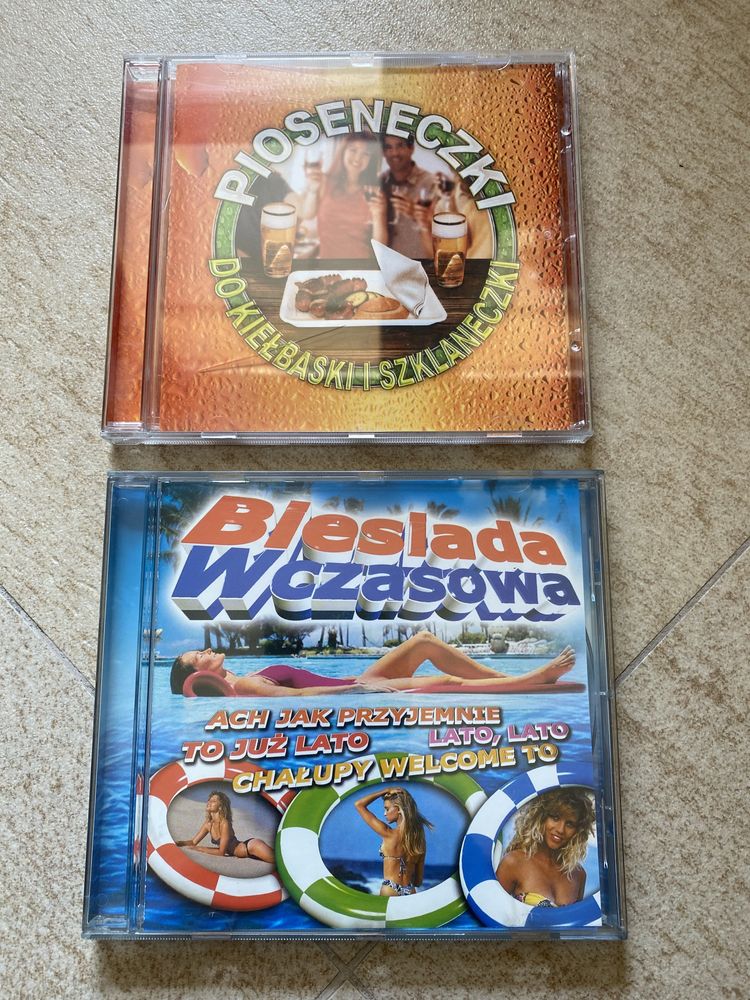 PIOSENECZKI
DO KIEŁBASKI I SZKLANECZKI
Biesiada
Wczasowa
ACH JAK PRZYJEMNIE
TO JUŻ LATO LATO, LATO
CHAŁUPY WELCOME TO